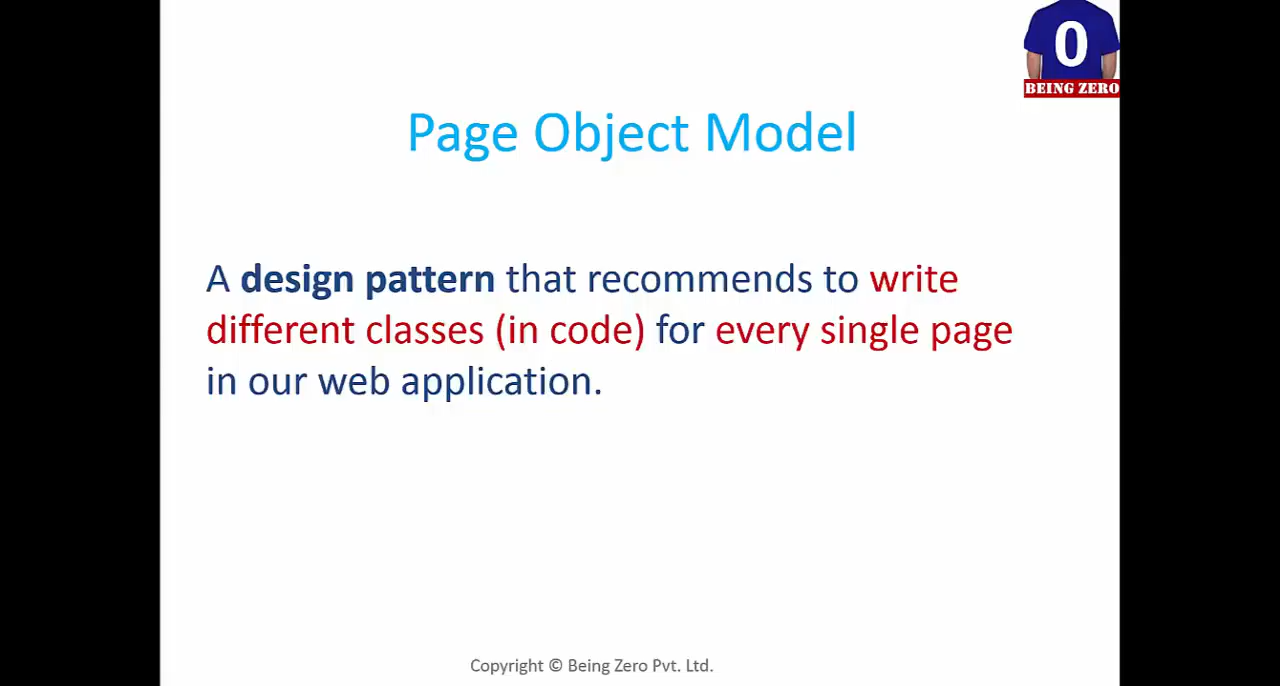 0
BEING ZERO
Page Object Model
A design pattern that recommends to write
different classes (in code) for every single page
in our web application.
Copyright © Being Zero Pvt. Ltd.